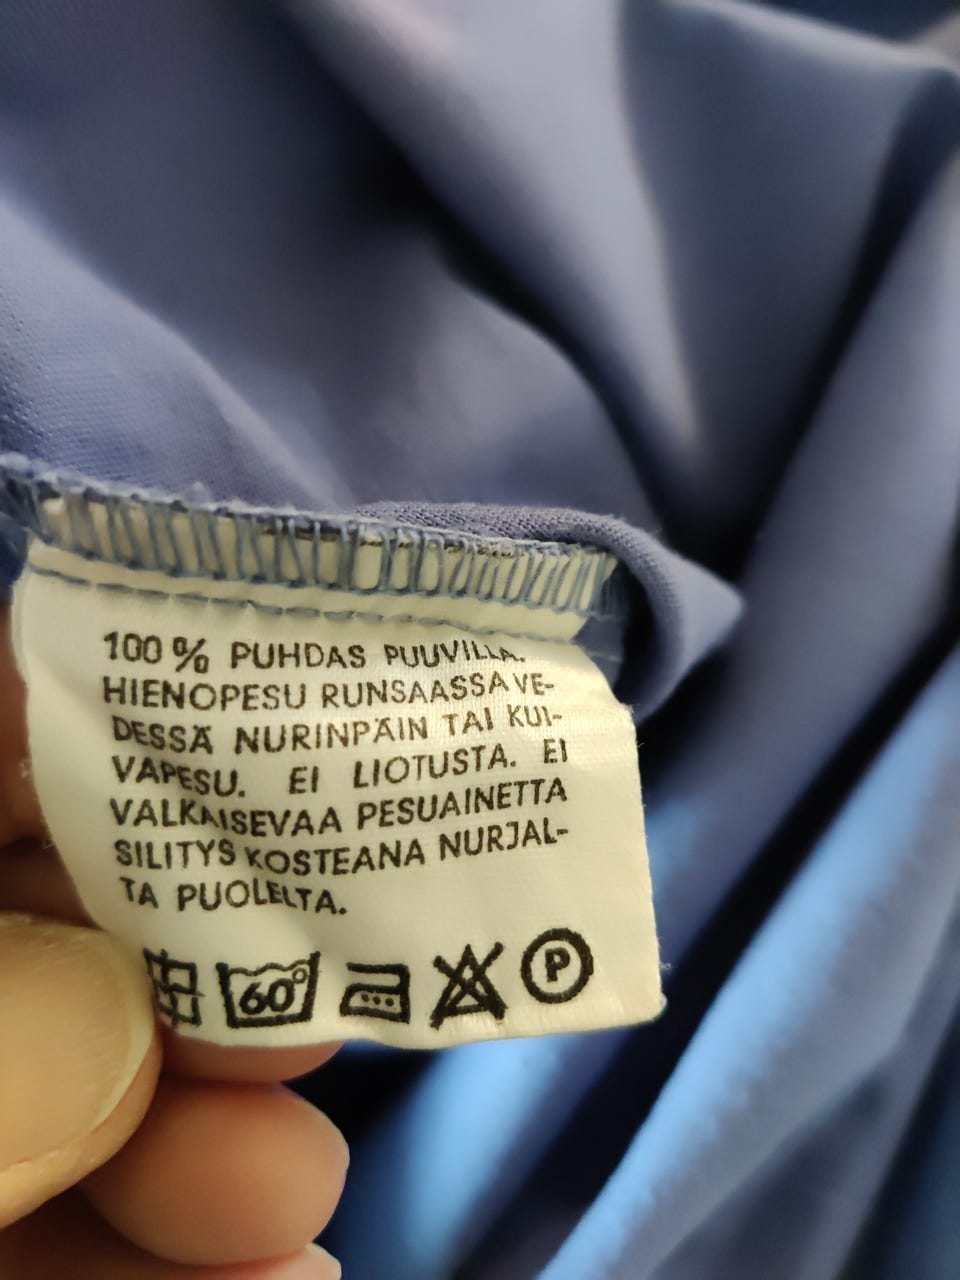 100 % PUHDAS PUUVILLA.
HIENOPESU RUNSAASSA VE-
DESSÄ NURINPÄIN TAI KUI-
VAPESU. EI LIOTUSTA. EI
VALKAISEVAA PESUAINETTA
SILITYS KOSTEANA NURJAL-
TA PUOLELTA.
60° P